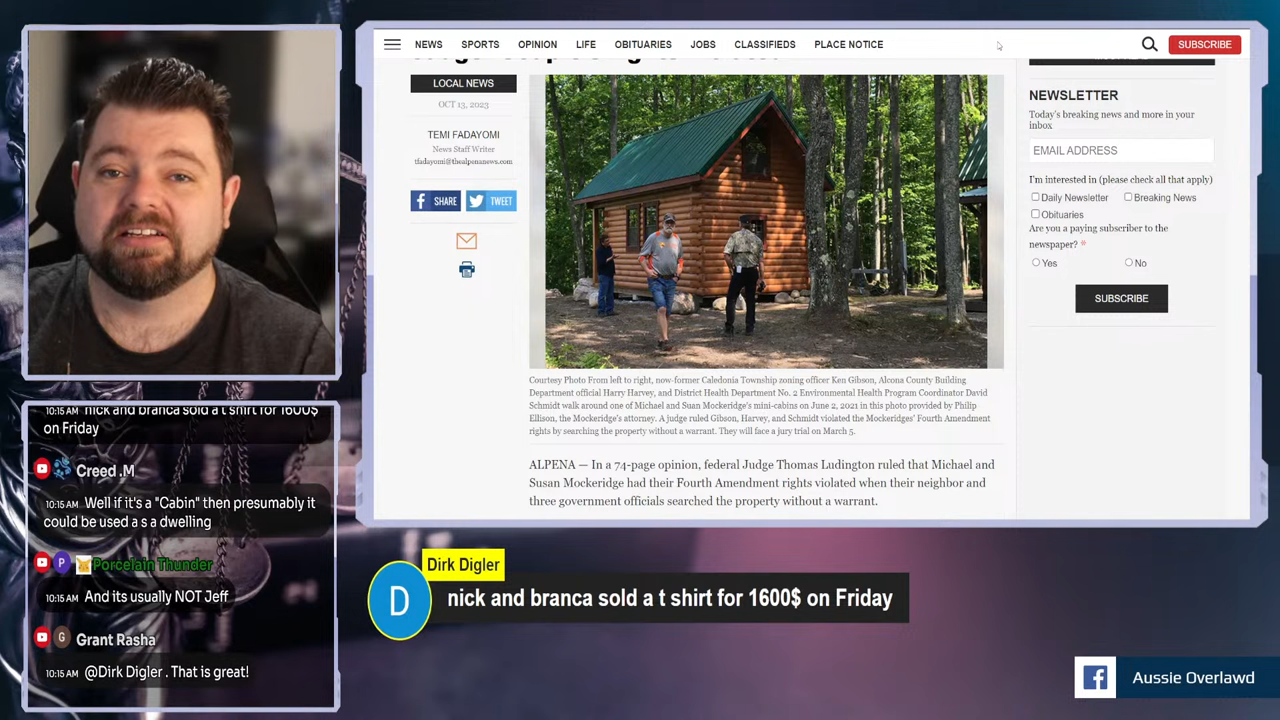 NEWS SPORTS OPINION LIFE OBITUARIES JOBS CLASSIFIEDS PLACE NOTICE SUBSCRIBE
LOCAL NEWS
OCT 13, 2023
TEMI FADAYOMI
News Staff Writer
tfadayomi@thealpenanews.com
SHARE TWEET
Courtesy Photo From left to right, now-former Caledonia Township zoning officer Ken Gibson, Alcona County Building
Department official Harry Harvey, and District Health Department No. 2 Environmental Health Program Coordinator David
Schmidt walk around one of Michael and Suan Mockeridge's mini-cabins on June 2, 2021 in this photo provided by Philip
Ellison, the Mockeridge's attorney. A judge ruled Gibson, Harvey, and Schmidt violated the Mockeridges' Fourth Amendment
rights by searching the property without a warrant. They will face a jury trial on March 5.
ALPENA — In a 74-page opinion, federal Judge Thomas Ludington ruled that Michael and
Susan Mockeridge had their Fourth Amendment rights violated when their neighbor and
three government officials searched the property without a warrant.
NEWSLETTER
Today's breaking news and more in your
inbox
EMAIL ADDRESS
I'm interested in (please check all that apply)
Daily Newsletter Breaking News
Obituaries
Are you a paying subscriber to the
newspaper? *
Yes No
SUBSCRIBE
10:15 AM nick and branca sold a t shirt for 1600$
on Friday
Creed .M
10:15 AM Well if it's a "Cabin" then presumably it
could be used a s a dwelling
P Porcelain Thunder
10:15 AM And its usually NOT Jeff
G Grant Rasha
10:15 AM @Dirk Digler . That is great!
Dirk Digler
D nick and branca sold a t shirt for 1600$ on Friday
Aussie Overlawd